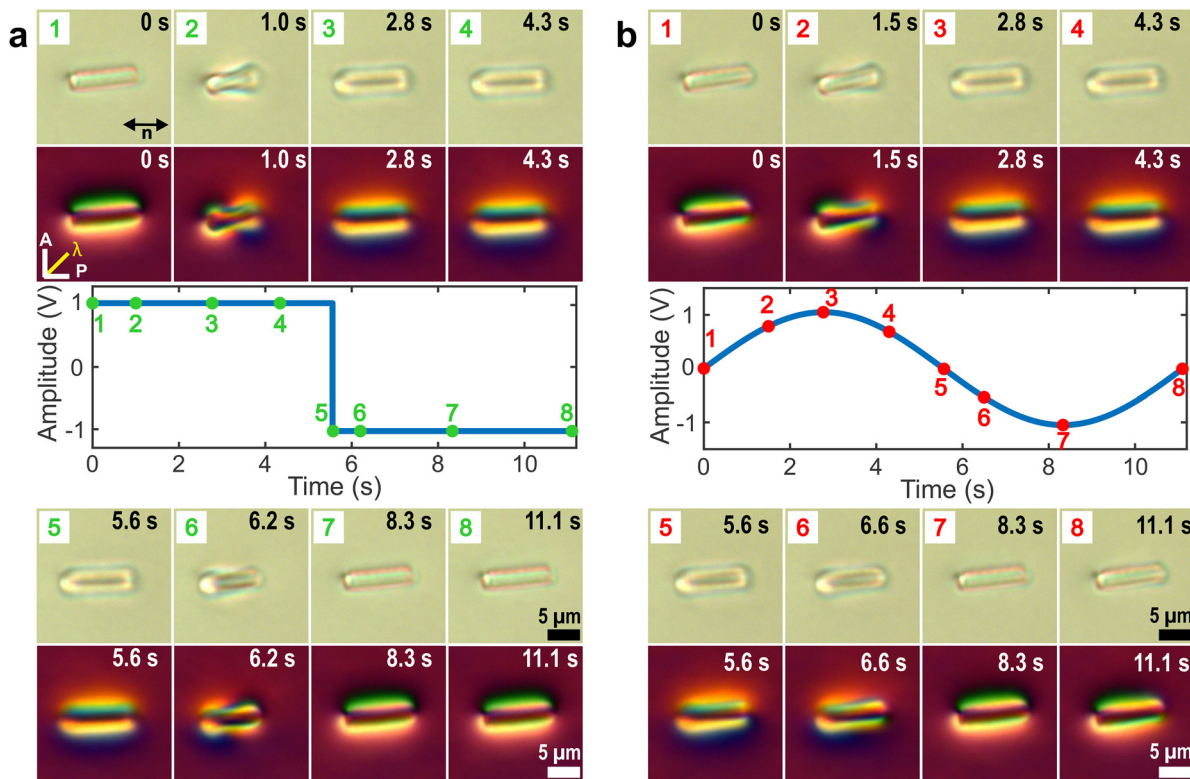 a
1 0 s 2 1.0 s 3 2.8 s 4 4.3 s
n
0 s 1.0 s 2.8 s 4.3 s
A λ P
Amplitude (V)
1
0
-1
1 2 3 4
5 6 7 8
0 2 4 6 8 10
Time (s)
5 5.6 s 6 6.2 s 7 8.3 s 8 11.1 s
5 µm
5.6 s 6.2 s 8.3 s 11.1 s
5 µm
b
1 0 s 2 1.5 s 3 2.8 s 4 4.3 s
0 s 1.5 s 2.8 s 4.3 s
Amplitude (V)
1
0
-1
1 2 3 4
5 6 7 8
0 2 4 6 8 10
Time (s)
5 5.6 s 6 6.6 s 7 8.3 s 8 11.1 s
5 µm
5.6 s 6.6 s 8.3 s 11.1 s
5 µm